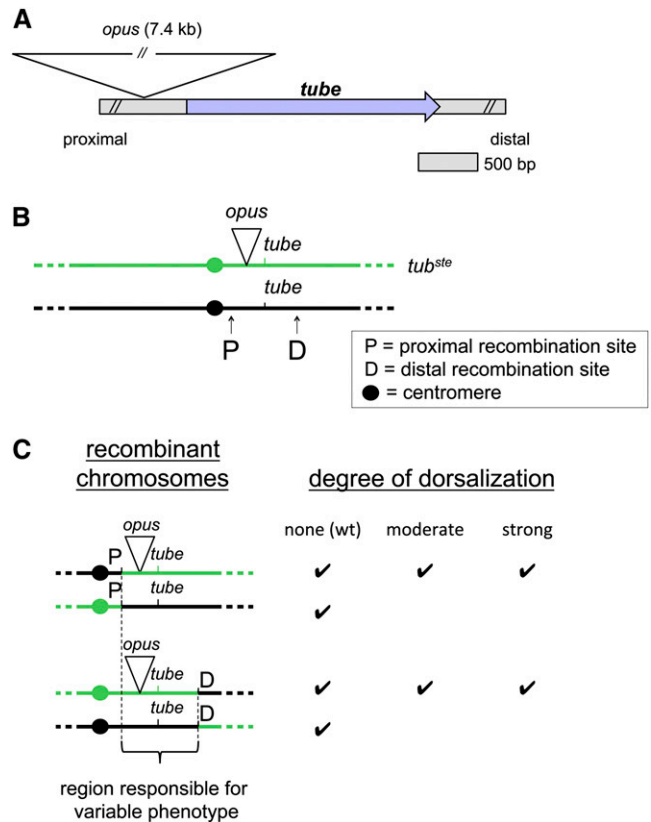 A
opus (7.4 kb)
//
tube
// //
proximal distal
500 bp
B
opus
tube
tub^ste
tube
P D
P = proximal recombination site
D = distal recombination site
● = centromere
C
recombinant
chromosomes
degree of dorsalization
none (wt) moderate strong
opus
P tube
✔ ✔ ✔
P tube
✔
opus
tube D
✔ ✔ ✔
tube D
✔
region responsible for
variable phenotype